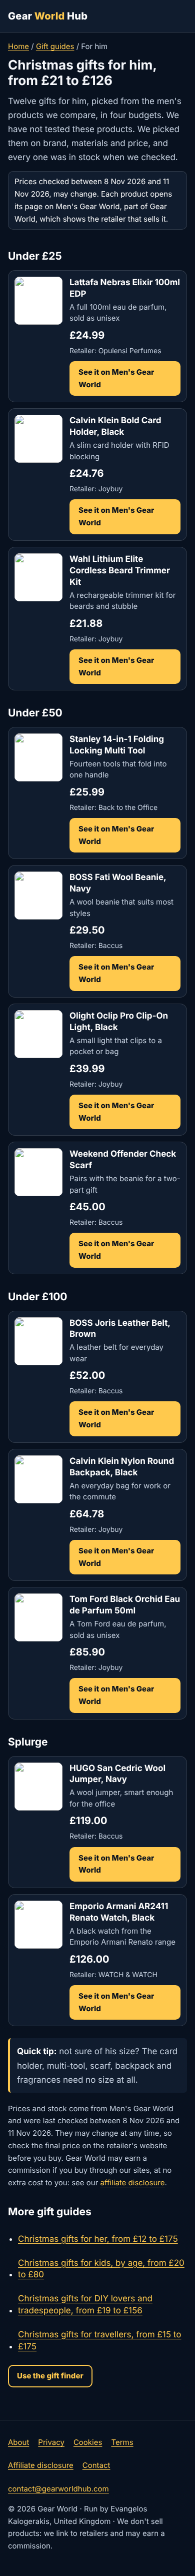 Gear World Hub
Home / Gift guides / For him
Christmas gifts for him,
from £21 to £126
Twelve gifts for him, picked from the men's
products we compare, in four budgets. We
have not tested these products. We picked
them on brand, materials and price, and
every one was in stock when we checked.
Prices checked between 8 Nov 2026 and 11
Nov 2026, may change. Each product opens
its page on Men's Gear World, part of Gear
World, which shows the retailer that sells it.
Under £25
Lattafa Nebras Elixir 100ml
EDP
A full 100ml eau de parfum,
sold as unisex
£24.99
Retailer: Opulensi Perfumes
See it on Men's Gear
World
Calvin Klein Bold Card
Holder, Black
A slim card holder with RFID
blocking
£24.76
Retailer: Joybuy
See it on Men's Gear
World
Wahl Lithium Elite
Cordless Beard Trimmer
Kit
A rechargeable trimmer kit for
beards and stubble
£21.88
Retailer: Joybuy
See it on Men's Gear
World
Under £50
Stanley 14-in-1 Folding
Locking Multi Tool
Fourteen tools that fold into
one handle
£25.99
Retailer: Back to the Office
See it on Men's Gear
World
BOSS Fati Wool Beanie,
Navy
A wool beanie that suits most
styles
£29.50
Retailer: Baccus
See it on Men's Gear
World
Olight Oclip Pro Clip-On
Light, Black
A small light that clips to a
pocket or bag
£39.99
Retailer: Joybuy
See it on Men's Gear
World
Weekend Offender Check
Scarf
Pairs with the beanie for a two-
part gift
£45.00
Retailer: Baccus
See it on Men's Gear
World
Under £100
BOSS Joris Leather Belt,
Brown
A leather belt for everyday
wear
£52.00
Retailer: Baccus
See it on Men's Gear
World
Calvin Klein Nylon Round
Backpack, Black
An everyday bag for work or
the commute
£64.78
Retailer: Joybuy
See it on Men's Gear
World
Tom Ford Black Orchid Eau
de Parfum 50ml
A Tom Ford eau de parfum,
sold as unisex
£85.90
Retailer: Joybuy
See it on Men's Gear
World
Splurge
HUGO San Cedric Wool
Jumper, Navy
A wool jumper, smart enough
for the office
£119.00
Retailer: Baccus
See it on Men's Gear
World
Emporio Armani AR2411
Renato Watch, Black
A black watch from the
Emporio Armani Renato range
£126.00
Retailer: WATCH & WATCH
See it on Men's Gear
World
Quick tip: not sure of his size? The card
holder, multi-tool, scarf, backpack and
fragrances need no size at all.
Prices and stock come from Men's Gear World
and were last checked between 8 Nov 2026 and
11 Nov 2026. They may change at any time, so
check the final price on the retailer's website
before you buy. Gear World may earn a
commission if you buy through our sites, at no
extra cost to you: see our affiliate disclosure.
More gift guides
• Christmas gifts for her, from £12 to £175
• Christmas gifts for kids, by age, from £20
to £80
• Christmas gifts for DIY lovers and
tradespeople, from £19 to £156
• Christmas gifts for travellers, from £15 to
£175
Use the gift finder
About Privacy Cookies Terms
Affiliate disclosure Contact
contact@gearworldhub.com
© 2026 Gear World · Run by Evangelos
Kalogerakis, United Kingdom · We don't sell
products: we link to retailers and may earn a
commission.